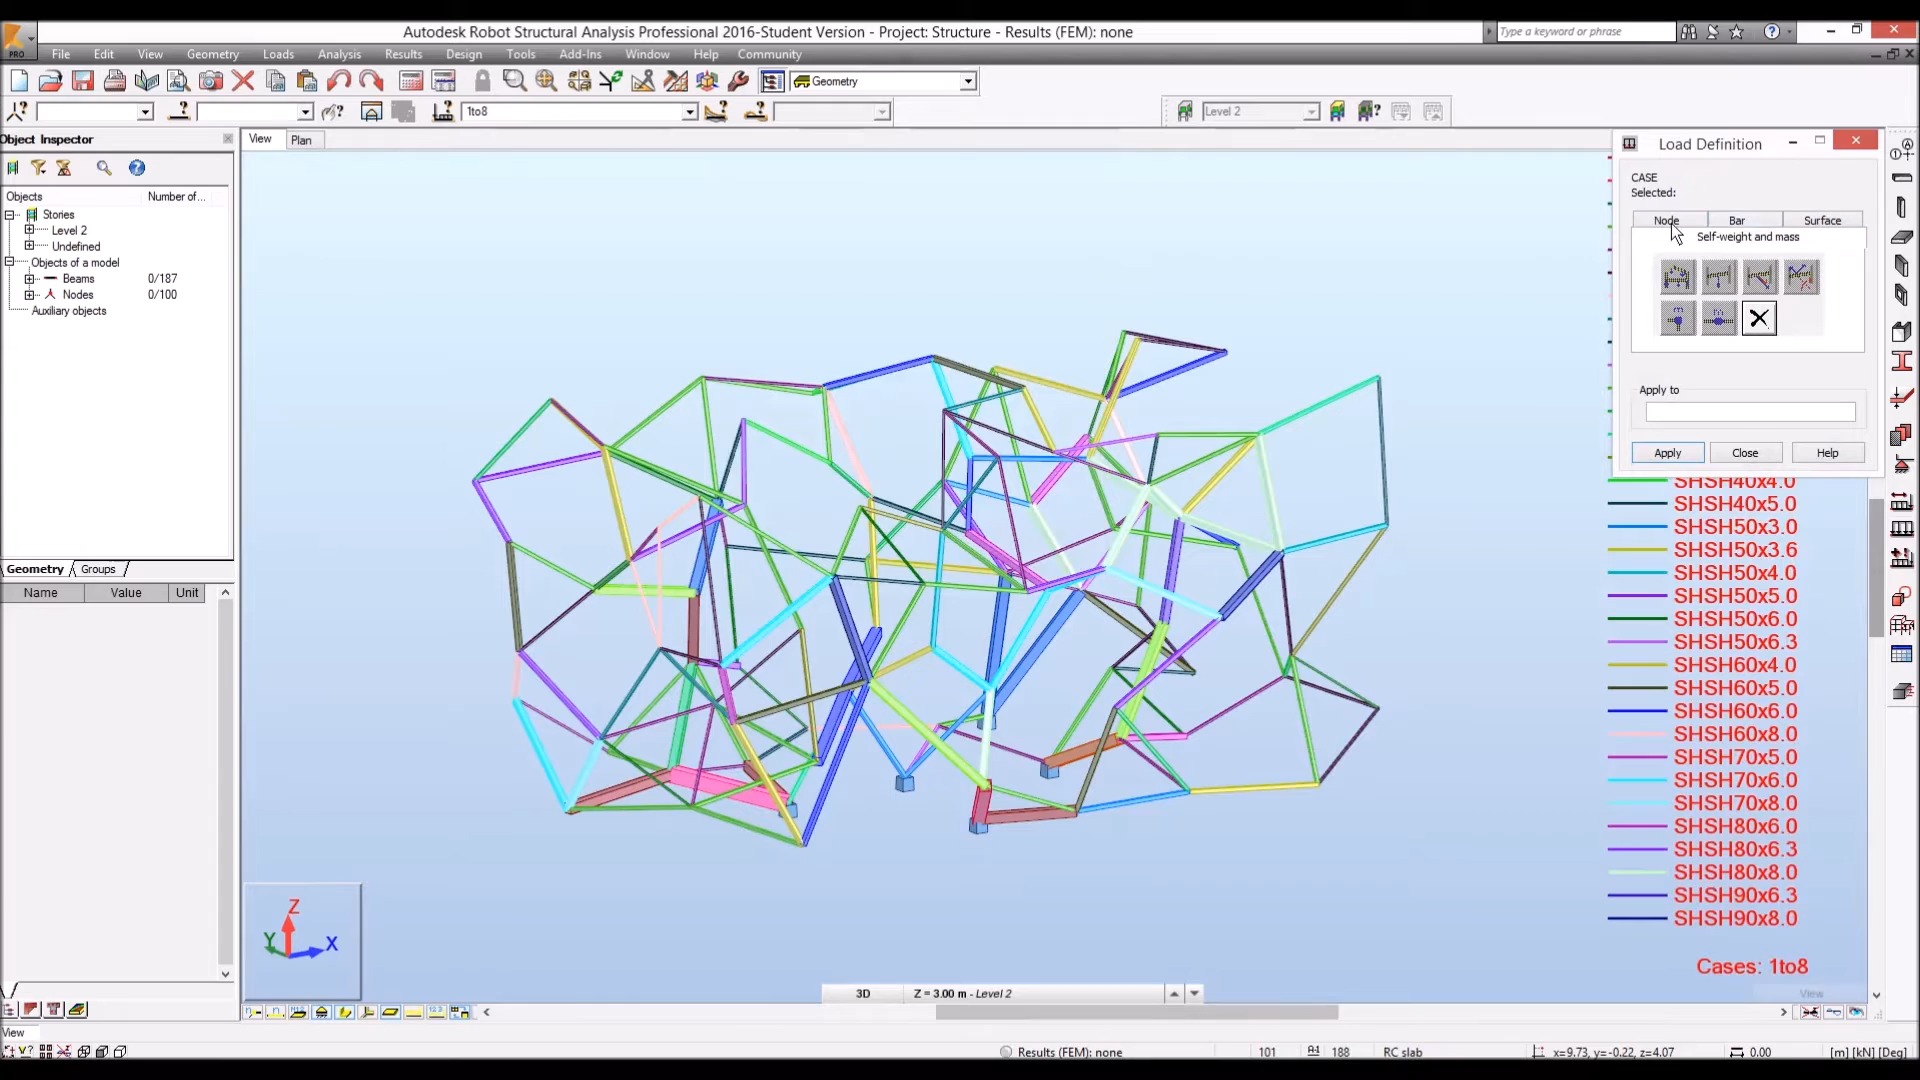 Autodesk Robot Structural Analysis Professional 2016-Student Version - Project: Structure - Results (FEM): none
Type a keyword or phrase
PRO
File Edit View Geometry Loads Analysis Results Design Tools Add-Ins Window Help Community
Geometry
1to8
Level 2
Object Inspector
View Plan
Load Definition
Objects Number of...
Stories
Level 2
Undefined
Objects of a model
Beams 0/187
Nodes 0/100
Auxiliary objects
CASE
Selected:
Node Bar Surface
Self-weight and mass
Apply to
Apply Close Help
Geometry Groups
Name Value Unit
SHSH40x4.0
SHSH40x5.0
SHSH50x3.0
SHSH50x3.6
SHSH50x4.0
SHSH50x5.0
SHSH50x6.0
SHSH50x6.3
SHSH60x4.0
SHSH60x5.0
SHSH60x6.0
SHSH60x8.0
SHSH70x5.0
SHSH70x6.0
SHSH70x8.0
SHSH80x6.0
SHSH80x6.3
SHSH80x8.0
SHSH90x6.3
SHSH90x8.0
Cases: 1to8
Z
Y X
3D Z = 3.00 m - Level 2
View
View
Results (FEM): none 101 188 RC slab x=9.73, y=-0.22, z=4.07 0.00 [m] [kN] [Deg]